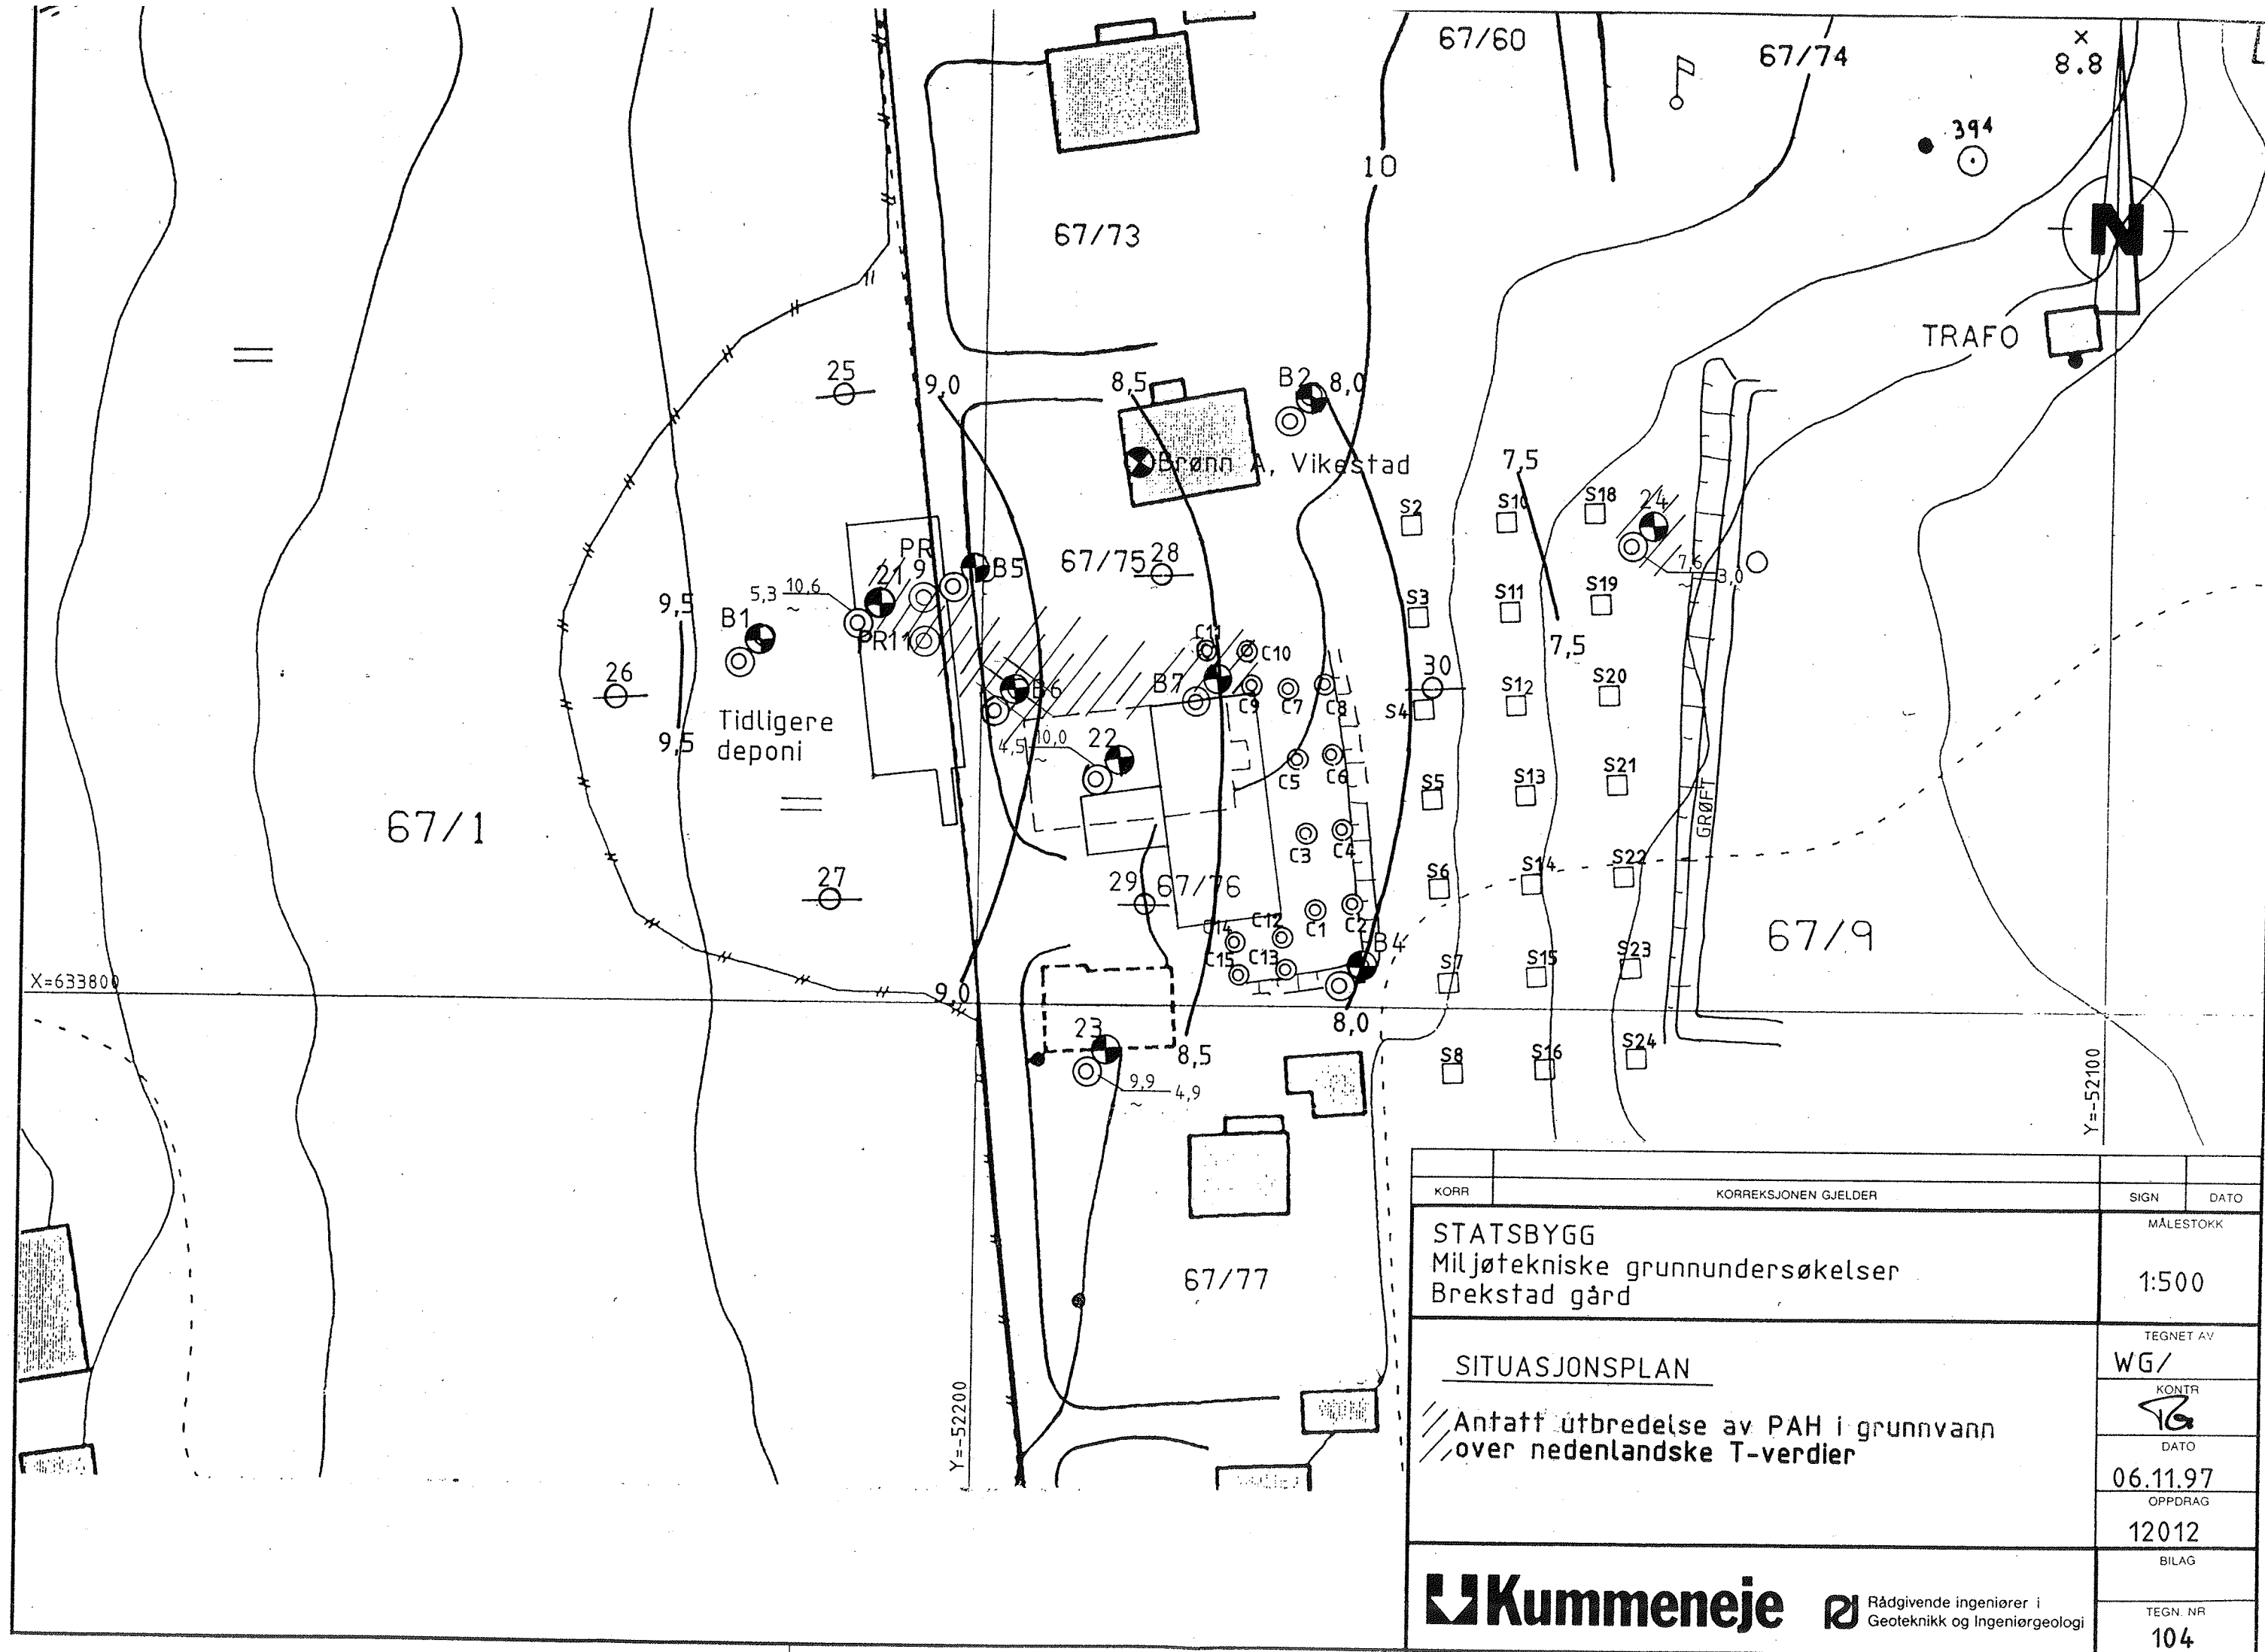 67/60
67/74
8.8
394
10
N
67/73
TRAFO
25
9,0
8,5
B2
8,0
Brønn A, Vikestad
7,5
S2
S10
S18
24
PR
9
21
B5
67/75
28
7,6
3,0
5,3
10,6
9,5
B1
PR11
S3
S11
S19
7,5
C11
C10
26
B6
B7
C9
C7
C8
30
S4
S12
S20
Tidligere
deponi
9,5
4,5
10,0
22
C5
C6
S5
S13
S21
GRØFT
67/1
C3
C4
27
29
67/76
S6
S14
S22
C14
C12
C1
C2
B4
67/9
C15
C13
S7
S15
S23
X=633800
9,0
8,0
23
8,5
9,9
4,9
S8
S16
S24
Y=-52100
67/77
Y=-52200
KORR
KORREKSJONEN GJELDER
SIGN
DATO
STATSBYGG
Miljøtekniske grunnundersøkelser
Brekstad gård
MÅLESTOKK
1:500
SITUASJONSPLAN
Antatt utbredelse av PAH i grunnvann
over nedenlandske T-verdier
TEGNET AV
WG/
KONTR
DATO
06.11.97
OPPDRAG
12012
BILAG
Kummeneje
Rådgivende ingeniører i
Geoteknikk og Ingeniørgeologi
TEGN. NR
104